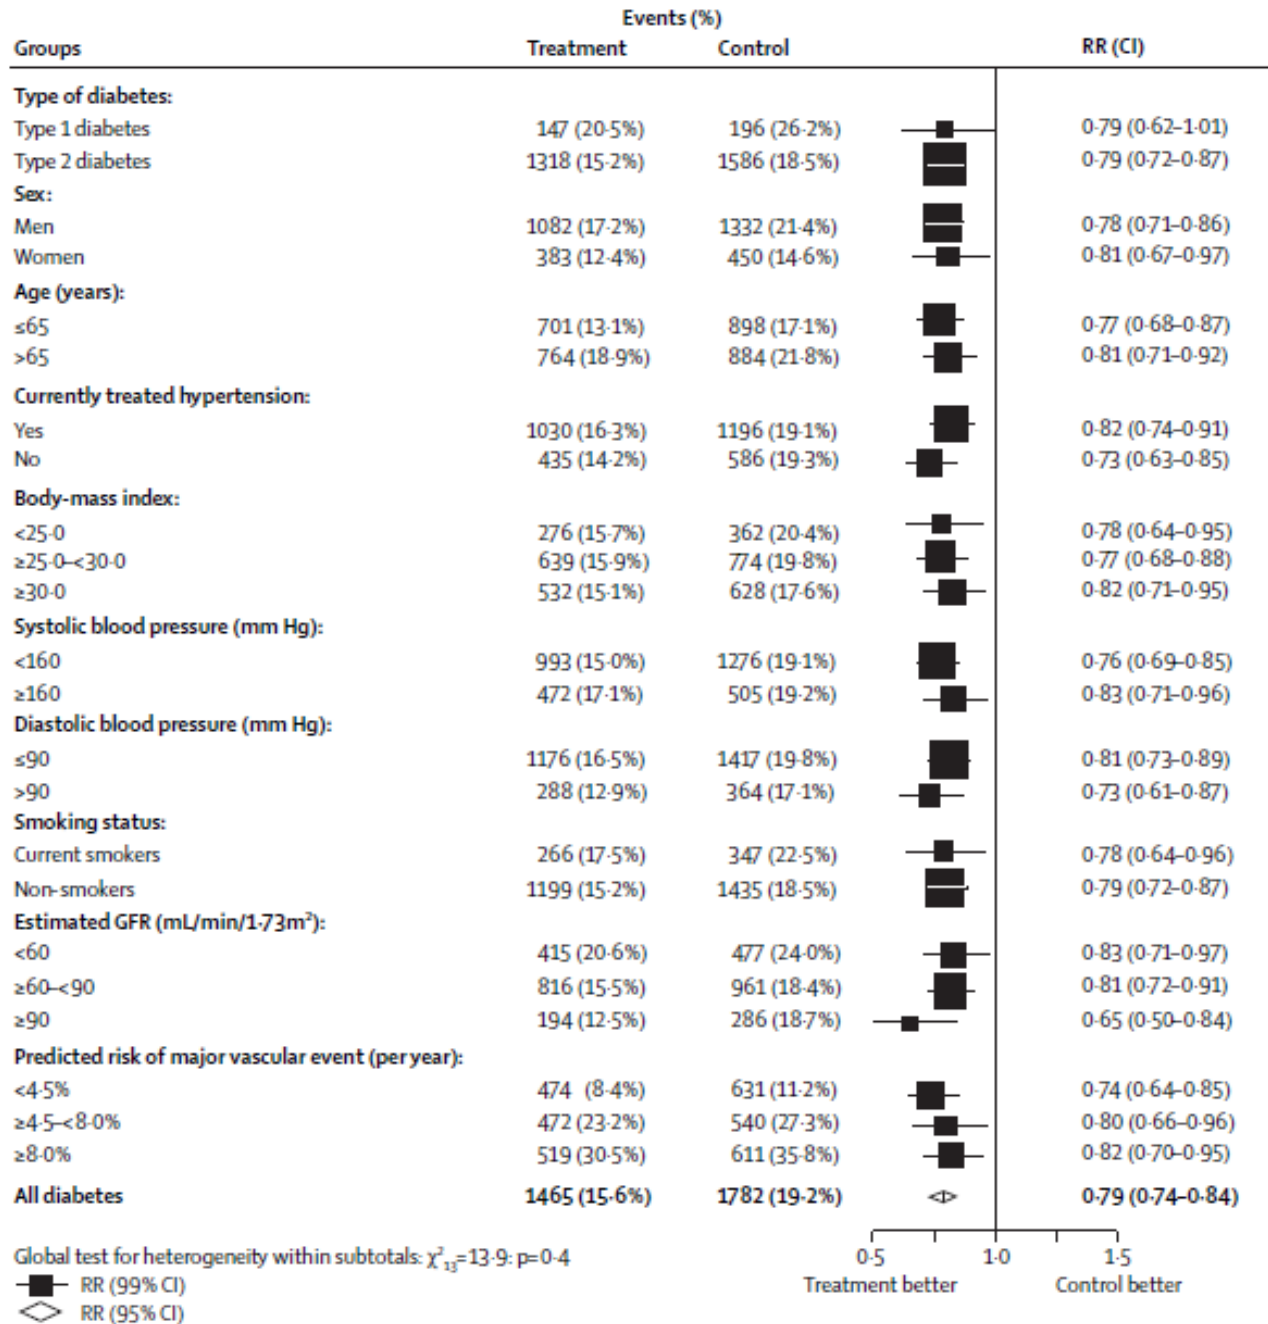 Events (%)
Groups Treatment Control RR (CI)
Type of diabetes:
Type 1 diabetes 147 (20·5%) 196 (26·2%) 0·79 (0·62–1·01)
Type 2 diabetes 1318 (15·2%) 1586 (18·5%) 0·79 (0·72–0·87)
Sex:
Men 1082 (17·2%) 1332 (21·4%) 0·78 (0·71–0·86)
Women 383 (12·4%) 450 (14·6%) 0·81 (0·67–0·97)
Age (years):
≤65 701 (13·1%) 898 (17·1%) 0·77 (0·68–0·87)
>65 764 (18·9%) 884 (21·8%) 0·81 (0·71–0·92)
Currently treated hypertension:
Yes 1030 (16·3%) 1196 (19·1%) 0·82 (0·74–0·91)
No 435 (14·2%) 586 (19·3%) 0·73 (0·63–0·85)
Body-mass index:
<25·0 276 (15·7%) 362 (20·4%) 0·78 (0·64–0·95)
≥25·0–<30·0 639 (15·9%) 774 (19·8%) 0·77 (0·68–0·88)
≥30·0 532 (15·1%) 628 (17·6%) 0·82 (0·71–0·95)
Systolic blood pressure (mm Hg):
<160 993 (15·0%) 1276 (19·1%) 0·76 (0·69–0·85)
≥160 472 (17·1%) 505 (19·2%) 0·83 (0·71–0·96)
Diastolic blood pressure (mm Hg):
≤90 1176 (16·5%) 1417 (19·8%) 0·81 (0·73–0·89)
>90 288 (12·9%) 364 (17·1%) 0·73 (0·61–0·87)
Smoking status:
Current smokers 266 (17·5%) 347 (22·5%) 0·78 (0·64–0·96)
Non-smokers 1199 (15·2%) 1435 (18·5%) 0·79 (0·72–0·87)
Estimated GFR (mL/min/1·73m²):
<60 415 (20·6%) 477 (24·0%) 0·83 (0·71–0·97)
≥60–<90 816 (15·5%) 961 (18·4%) 0·81 (0·72–0·91)
≥90 194 (12·5%) 286 (18·7%) 0·65 (0·50–0·84)
Predicted risk of major vascular event (per year):
<4·5% 474 (8·4%) 631 (11·2%) 0·74 (0·64–0·85)
≥4·5–<8·0% 472 (23·2%) 540 (27·3%) 0·80 (0·66–0·96)
≥8·0% 519 (30·5%) 611 (35·8%) 0·82 (0·70–0·95)
All diabetes 1465 (15·6%) 1782 (19·2%) 0·79 (0·74–0·84)
Global test for heterogeneity within subtotals: χ²₁₃=13·9: p=0·4
0·5 1·0 1·5
RR (99% CI) Treatment better Control better
RR (95% CI)